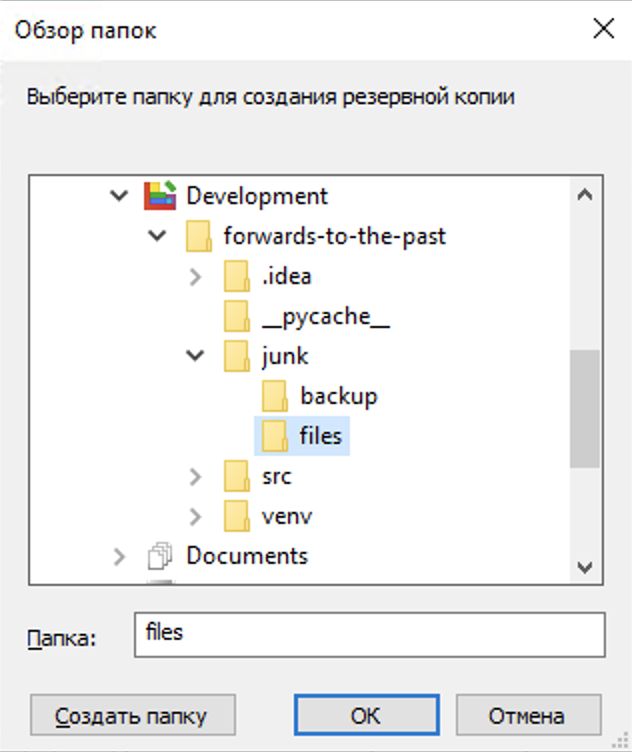 Обзор папок
Выберите папку для создания резервной копии
Development
forwards-to-the-past
.idea
__pycache__
junk
backup
files
src
venv
Documents
Папка:
files
Создать папку
OK
Отмена